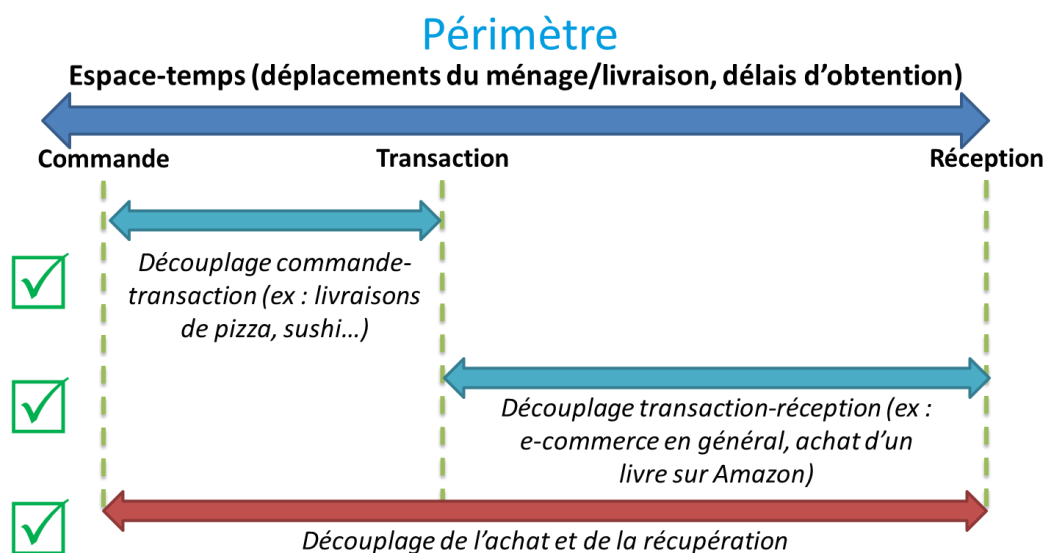 Périmètre
Espace-temps (déplacements du ménage/livraison, délais d’obtention)
Commande
Transaction
Réception
Découplage commande-
transaction (ex : livraisons
de pizza, sushi…)
Découplage transaction-réception (ex :
e-commerce en général, achat d’un
livre sur Amazon)
Découplage de l’achat et de la récupération